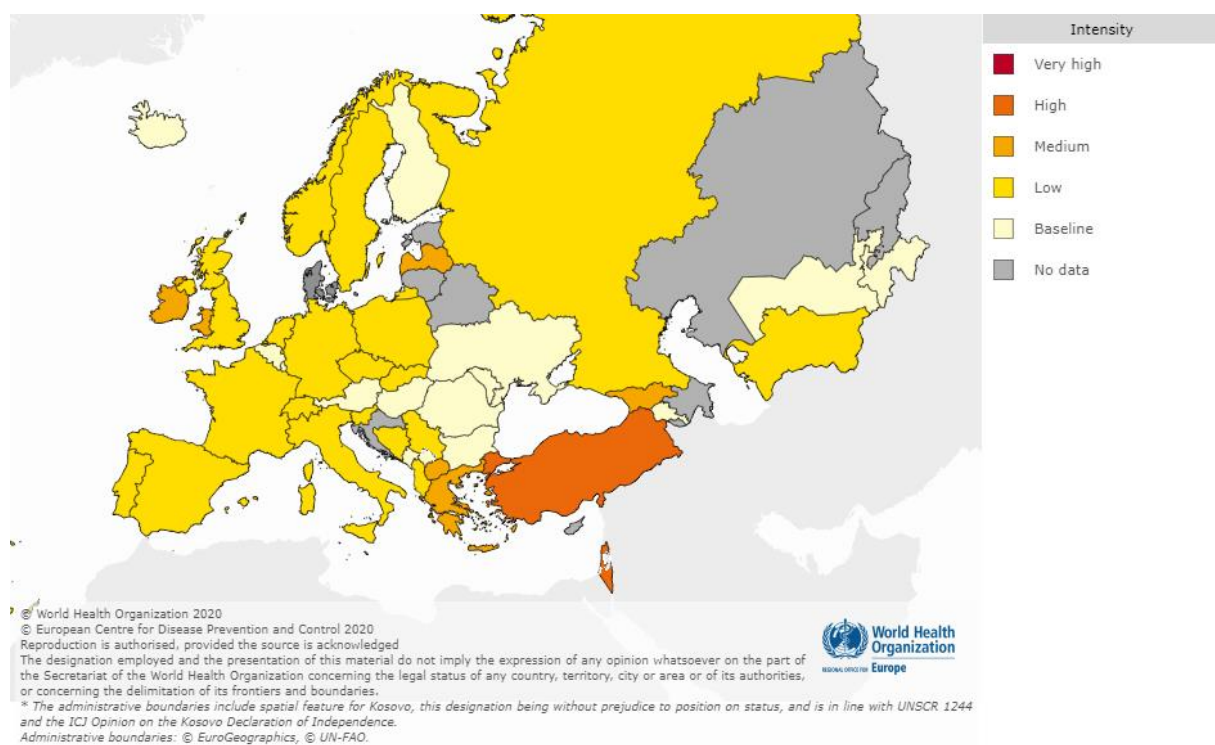 Intensity
Very high
High
Medium
Low
Baseline
No data
© World Health Organization 2020
© European Centre for Disease Prevention and Control 2020
Reproduction is authorised, provided the source is acknowledged
The designation employed and the presentation of this material do not imply the expression of any opinion whatsoever on the part of
the Secretariat of the World Health Organization concerning the legal status of any country, territory, city or area or of its authorities,
or concerning the delimitation of its frontiers and boundaries.
* The administrative boundaries include spatial feature for Kosovo, this designation being without prejudice to position on status, and is in line with UNSCR 1244
and the ICJ Opinion on the Kosovo Declaration of Independence.
Administrative boundaries: © EuroGeographics, © UN-FAO.
World Health
Organization
REGIONAL OFFICE FOR Europe